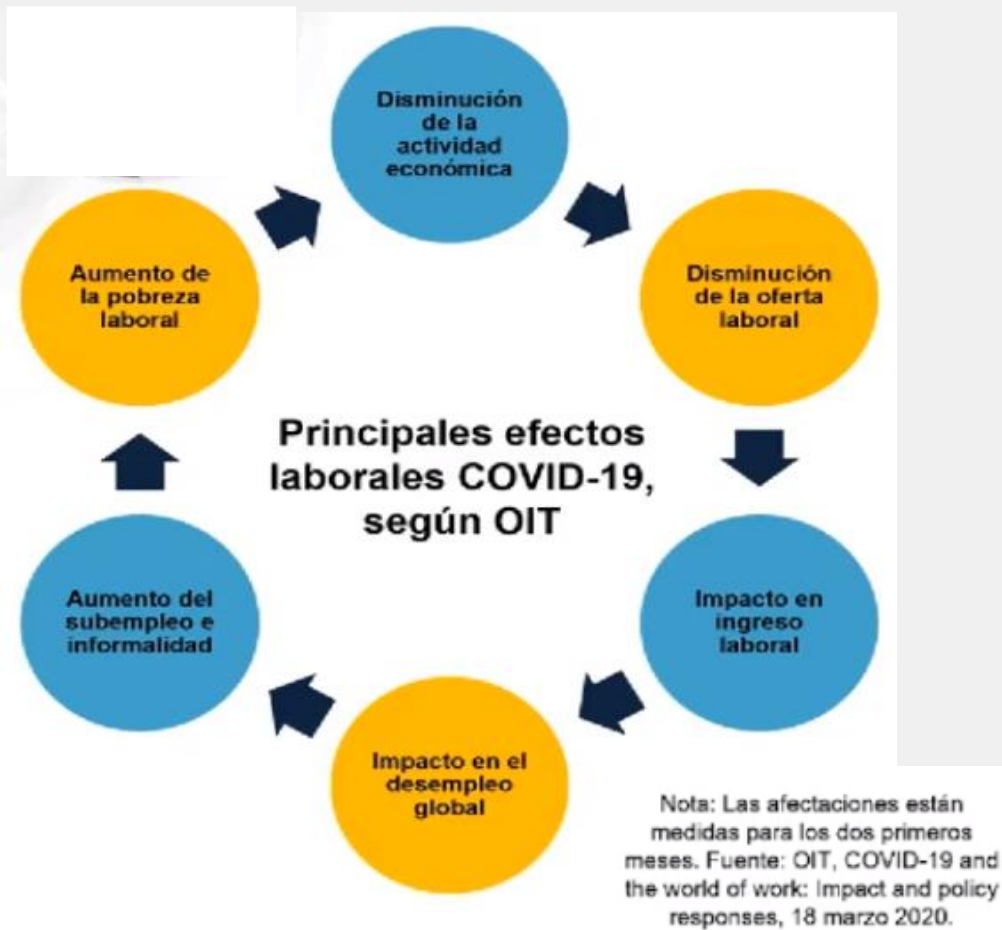 Disminución
de la
actividad
económica
Disminución
de la oferta
laboral
Impacto en
ingreso
laboral
Impacto en el
desempleo
global
Aumento del
subempleo e
informalidad
Aumento de
la pobreza
laboral
Principales efectos
laborales COVID-19,
según OIT
Nota: Las afectaciones están
medidas para los dos primeros
meses. Fuente: OIT, COVID-19 and
the world of work: Impact and policy
responses, 18 marzo 2020.